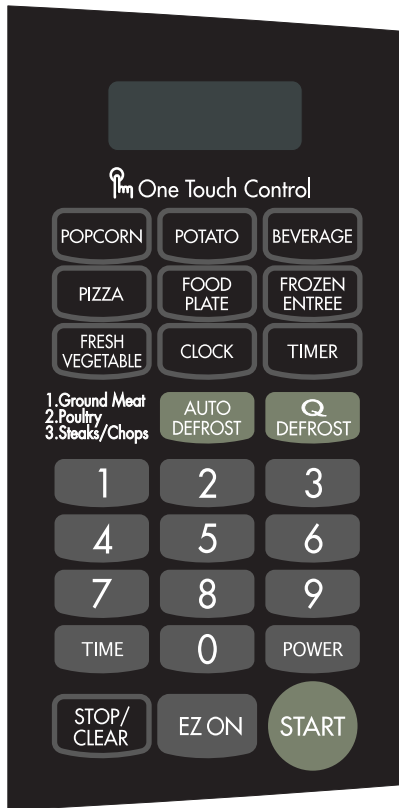 One Touch Control
POPCORN POTATO BEVERAGE
PIZZA FOOD PLATE FROZEN ENTREE
FRESH VEGETABLE CLOCK TIMER
1.Ground Meat
2.Poultry
3.Steaks/Chops
AUTO DEFROST Q DEFROST
1 2 3
4 5 6
7 8 9
TIME 0 POWER
STOP/CLEAR EZ ON START